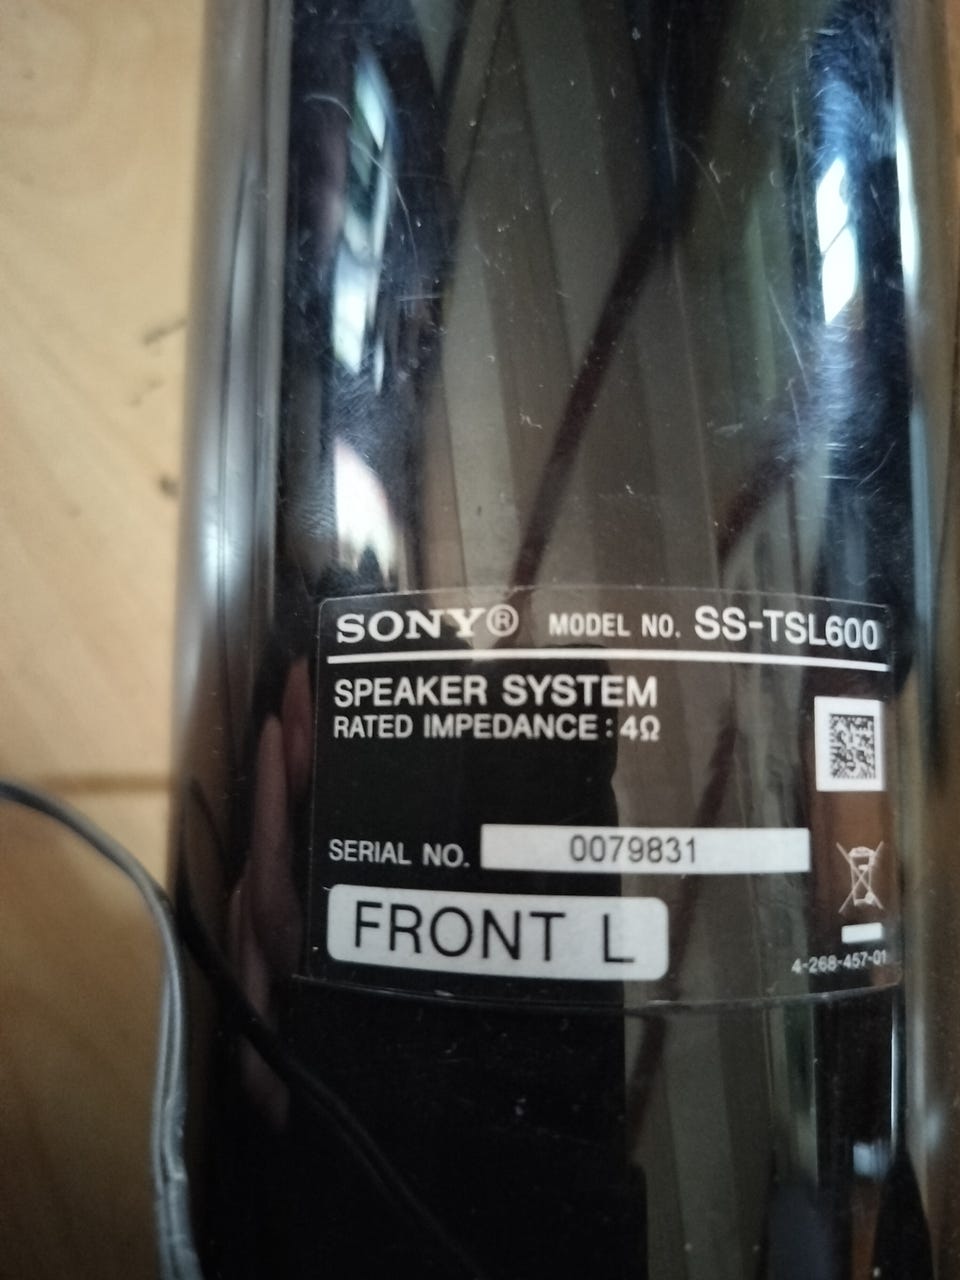 SONY® MODEL NO. SS-TSL600
SPEAKER SYSTEM
RATED IMPEDANCE : 4Ω
SERIAL NO. 0079831
FRONT L
4-268-457-01